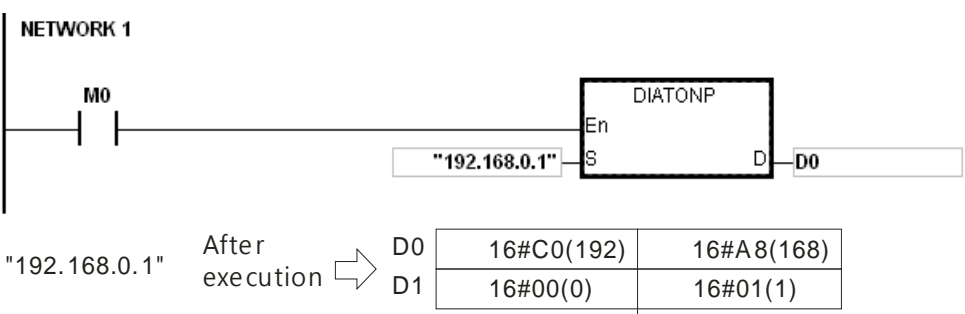 NETWORK 1
M0
DIATONP
En
"192.168.0.1" S D D0
"192.168.0.1" After execution D0 16#C0(192) 16#A8(168)
D1 16#00(0) 16#01(1)